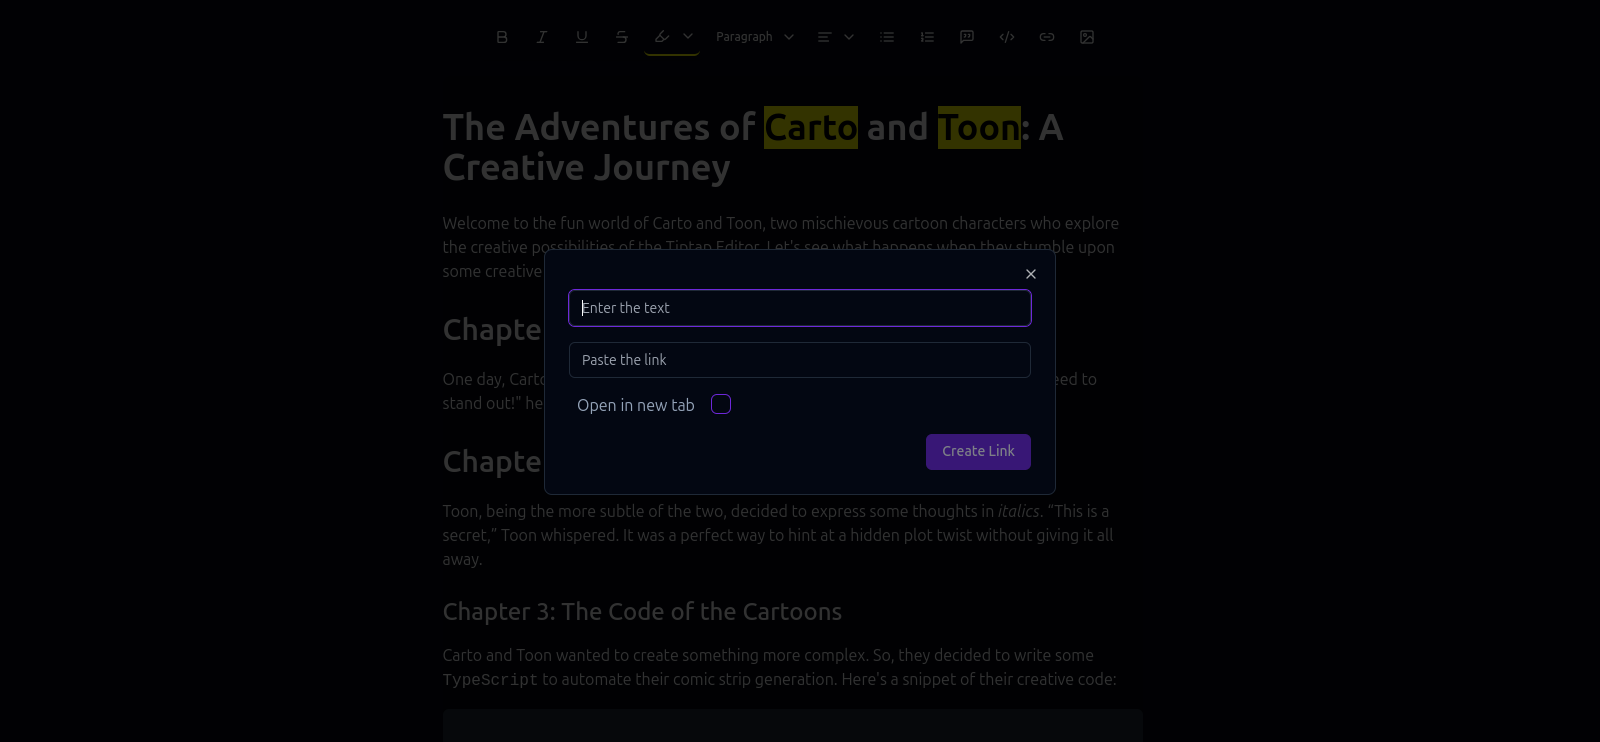 Paragraph
The Adventures of Carto and Toon: A
Creative Journey
Welcome to the fun world of Carto and Toon, two mischievous cartoon characters who explore
the creative possibilities of the Tiptap Editor. Let's see what happens when they stumble upon
some creative
Enter the text
Chapte
Paste the link
One day, Carto
eed to
stand out!" he
Open in new tab
Create Link
Chapte
Toon, being the more subtle of the two, decided to express some thoughts in italics. “This is a
secret,” Toon whispered. It was a perfect way to hint at a hidden plot twist without giving it all
away.
Chapter 3: The Code of the Cartoons
Carto and Toon wanted to create something more complex. So, they decided to write some
TypeScript to automate their comic strip generation. Here's a snippet of their creative code: